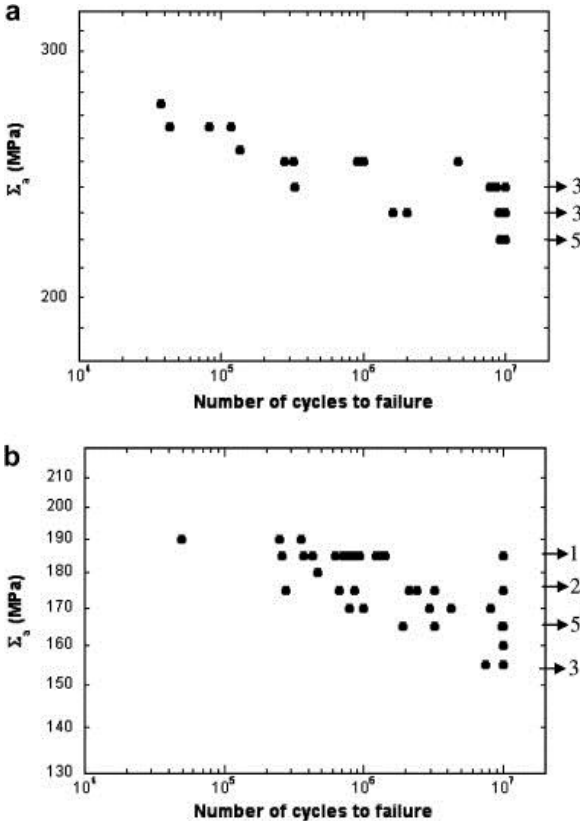 a
300
Σa (MPa)
3
3
5
200
10⁴ 10⁵ 10⁶ 10⁷
Number of cycles to failure
b
210
200
190
1
180
2
170
5
160
3
150
140
130
Σa (MPa)
10⁴ 10⁵ 10⁶ 10⁷
Number of cycles to failure